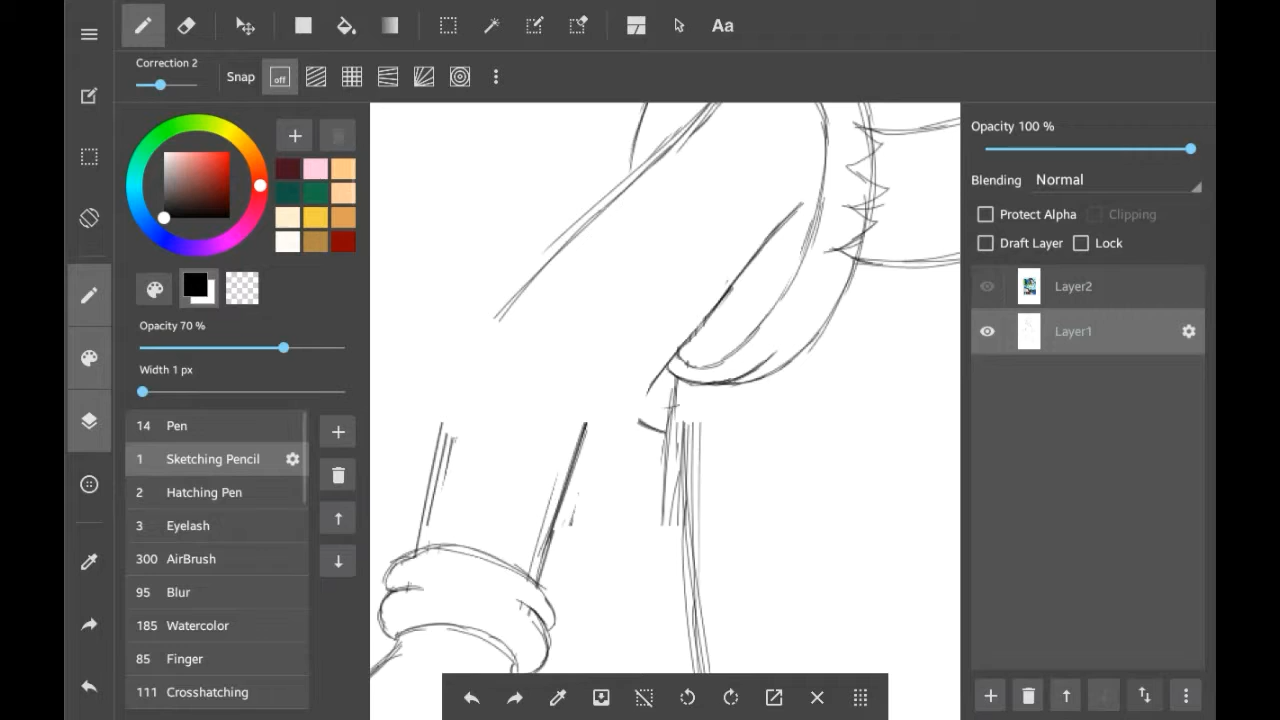 Aa
Correction 2
Snap
off
Opacity 100 %
Blending Normal
Protect Alpha Clipping
Draft Layer Lock
Layer2
Layer1
Opacity 70 %
Width 1 px
14 Pen
1 Sketching Pencil
2 Hatching Pen
3 Eyelash
300 AirBrush
95 Blur
185 Watercolor
85 Finger
111 Crosshatching